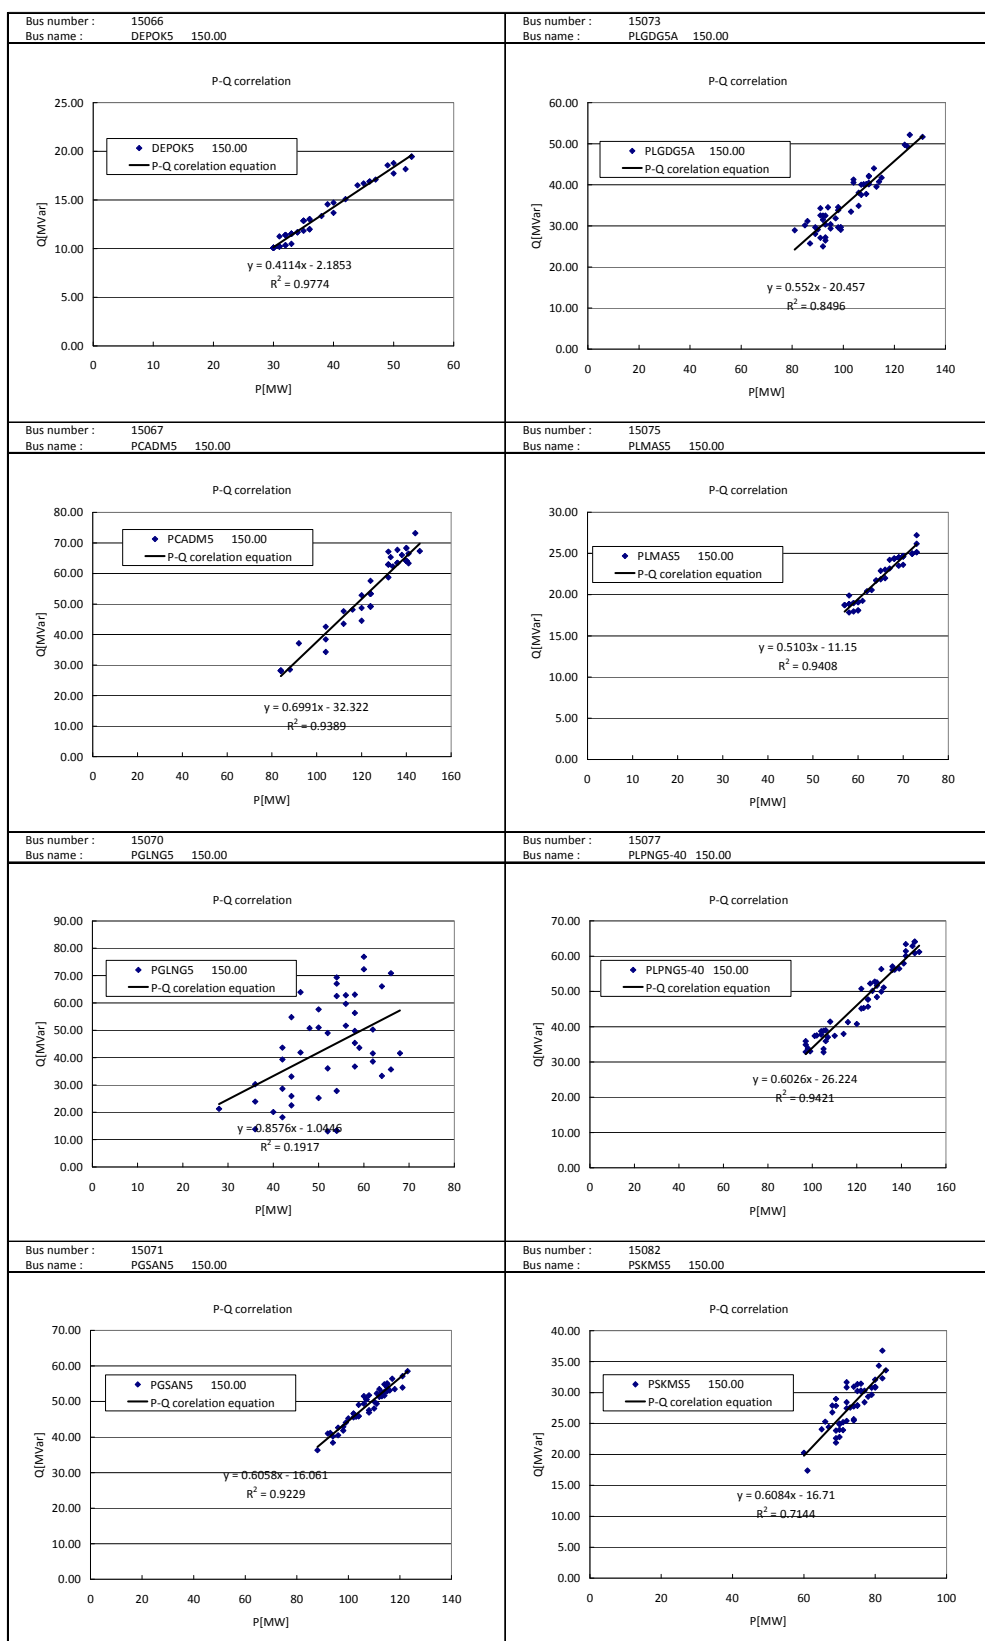 Bus number : 15066
Bus name : DEPOK5 150.00
P-Q correlation
25.00
20.00
15.00
10.00
5.00
0.00
Q[MVar]
DEPOK5 150.00
P-Q corelation equation
y = 0.4114x - 2.1853
R² = 0.9774
0 10 20 30 40 50 60
P[MW]
Bus number : 15073
Bus name : PLGDG5A 150.00
P-Q correlation
60.00
50.00
40.00
30.00
20.00
10.00
0.00
Q[MVar]
PLGDG5A 150.00
P-Q corelation equation
y = 0.552x - 20.457
R² = 0.8496
0 20 40 60 80 100 120 140
P[MW]
Bus number : 15067
Bus name : PCADM5 150.00
P-Q correlation
80.00
70.00
60.00
50.00
40.00
30.00
20.00
10.00
0.00
Q[MVar]
PCADM5 150.00
P-Q corelation equation
y = 0.6991x - 32.322
R² = 0.9389
0 20 40 60 80 100 120 140 160
P[MW]
Bus number : 15075
Bus name : PLMAS5 150.00
P-Q correlation
30.00
25.00
20.00
15.00
10.00
5.00
0.00
Q[MVar]
PLMAS5 150.00
P-Q corelation equation
y = 0.5103x - 11.15
R² = 0.9408
0 10 20 30 40 50 60 70 80
P[MW]
Bus number : 15070
Bus name : PGLNG5 150.00
P-Q correlation
90.00
80.00
70.00
60.00
50.00
40.00
30.00
20.00
10.00
0.00
Q[MVar]
PGLNG5 150.00
P-Q corelation equation
y = 0.8576x - 1.0446
R² = 0.1917
0 10 20 30 40 50 60 70 80
P[MW]
Bus number : 15077
Bus name : PLPNG5-40 150.00
P-Q correlation
70.00
60.00
50.00
40.00
30.00
20.00
10.00
0.00
Q[MVar]
PLPNG5-40 150.00
P-Q corelation equation
y = 0.6026x - 26.224
R² = 0.9421
0 20 40 60 80 100 120 140 160
P[MW]
Bus number : 15071
Bus name : PGSAN5 150.00
P-Q correlation
70.00
60.00
50.00
40.00
30.00
20.00
10.00
0.00
Q[MVar]
PGSAN5 150.00
P-Q corelation equation
y = 0.6058x - 16.061
R² = 0.9229
0 20 40 60 80 100 120 140
P[MW]
Bus number : 15082
Bus name : PSKMS5 150.00
P-Q correlation
40.00
35.00
30.00
25.00
20.00
15.00
10.00
5.00
0.00
Q[MVar]
PSKMS5 150.00
P-Q corelation equation
y = 0.6084x - 16.71
R² = 0.7144
0 20 40 60 80 100
P[MW]